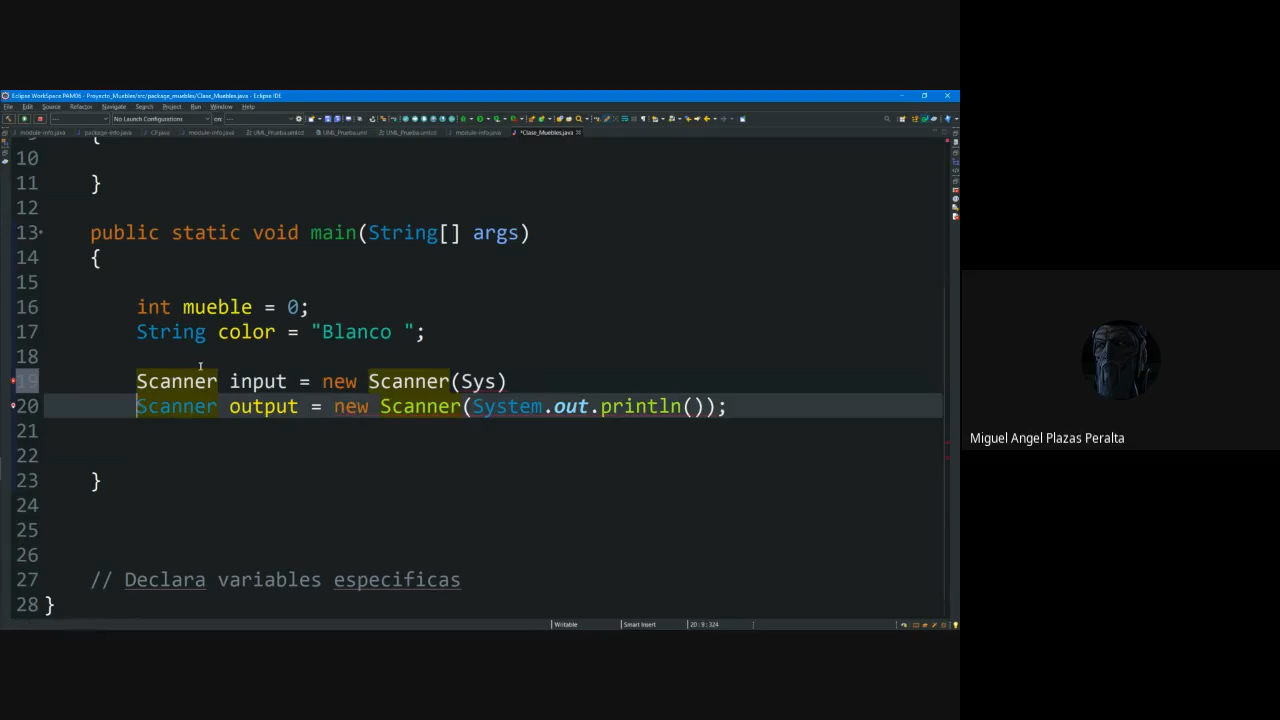 Eclipse WorkSpace PAM06 - Proyecto_Muebles/src/package_muebles/Clase_Muebles.java - Eclipse IDE
File Edit Source Refactor Navigate Search Project Run Window Help
No Launch Configurations on: ---
module-info.java package-info.java CP.java module-info.java UML_Prueba.umlcd UML_Prueba.uml UML_Prueba.umlcd module-info.java *Clase_Muebles.java
{
10
11 }
12
13 public static void main(String[] args)
14 {
15
16 int mueble = 0;
17 String color = "Blanco ";
18
19 Scanner input = new Scanner(Sys)
20 Scanner output = new Scanner(System.out.println());
21
22
23 }
24
25
26
27 // Declara variables especificas
28 }
Writable Smart Insert 20 : 9 : 324
Miguel Angel Plazas Peralta